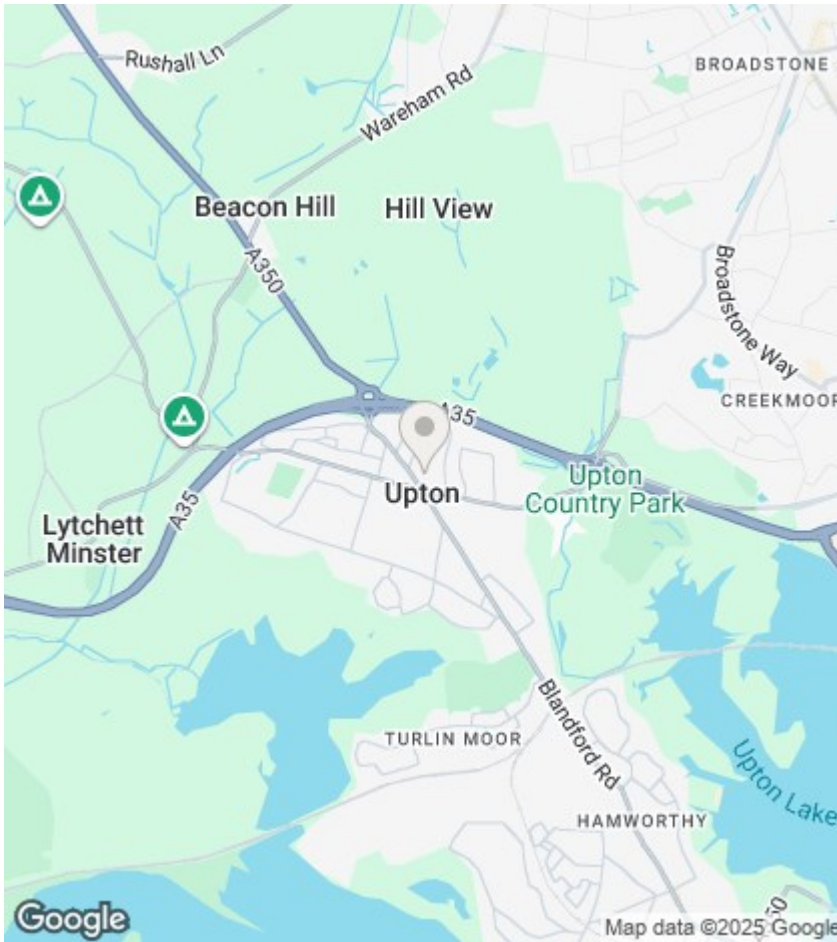 Rushall Ln
BROADSTONE
Wareham Rd
Beacon Hill
Hill View
A350
Broadstone Way
CREEKMOOR
A35
Upton
Upton
Country Park
Lytchett
Minster
A35
Blandford Rd
TURLIN MOOR
Upton Lake
HAMWORTHY
350
Google
Map data ©2025 Google